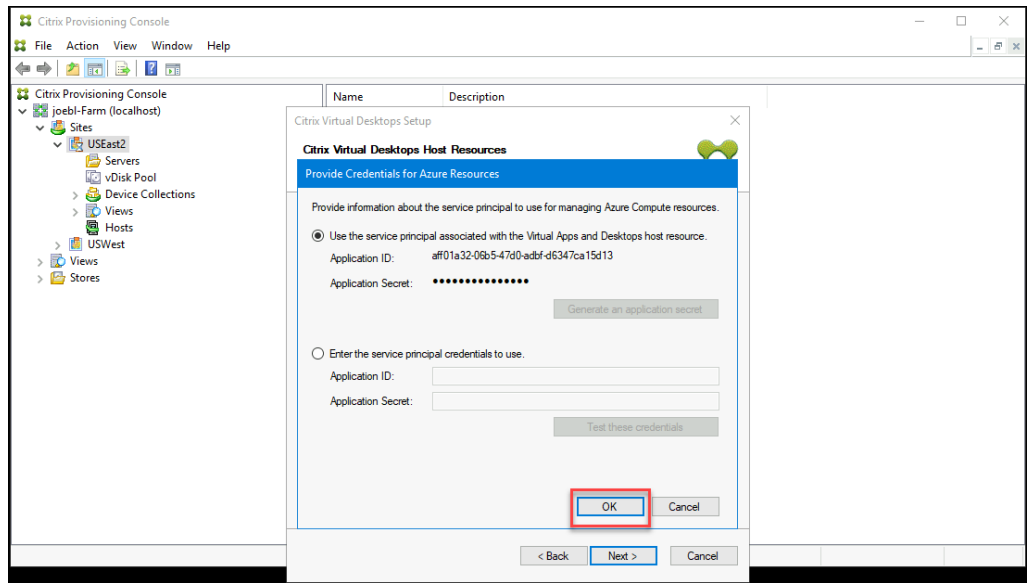 Citrix Provisioning Console
File Action View Window Help
Citrix Provisioning Console
joebl-Farm (localhost)
Sites
USEast2
Servers
vDisk Pool
Device Collections
Views
Hosts
USWest
Views
Stores
Name Description
Citrix Virtual Desktops Setup
Citrix Virtual Desktops Host Resources
Provide Credentials for Azure Resources
Provide information about the service principal to use for managing Azure Compute resources.
Use the service principal associated with the Virtual Apps and Desktops host resource.
Application ID: aff01a32-06b5-47d0-adbf-d6347ca15d13
Application Secret: •••••••••••••••
Generate an application secret
Enter the service principal credentials to use.
Application ID:
Application Secret:
Test these credentials
OK Cancel
< Back Next > Cancel